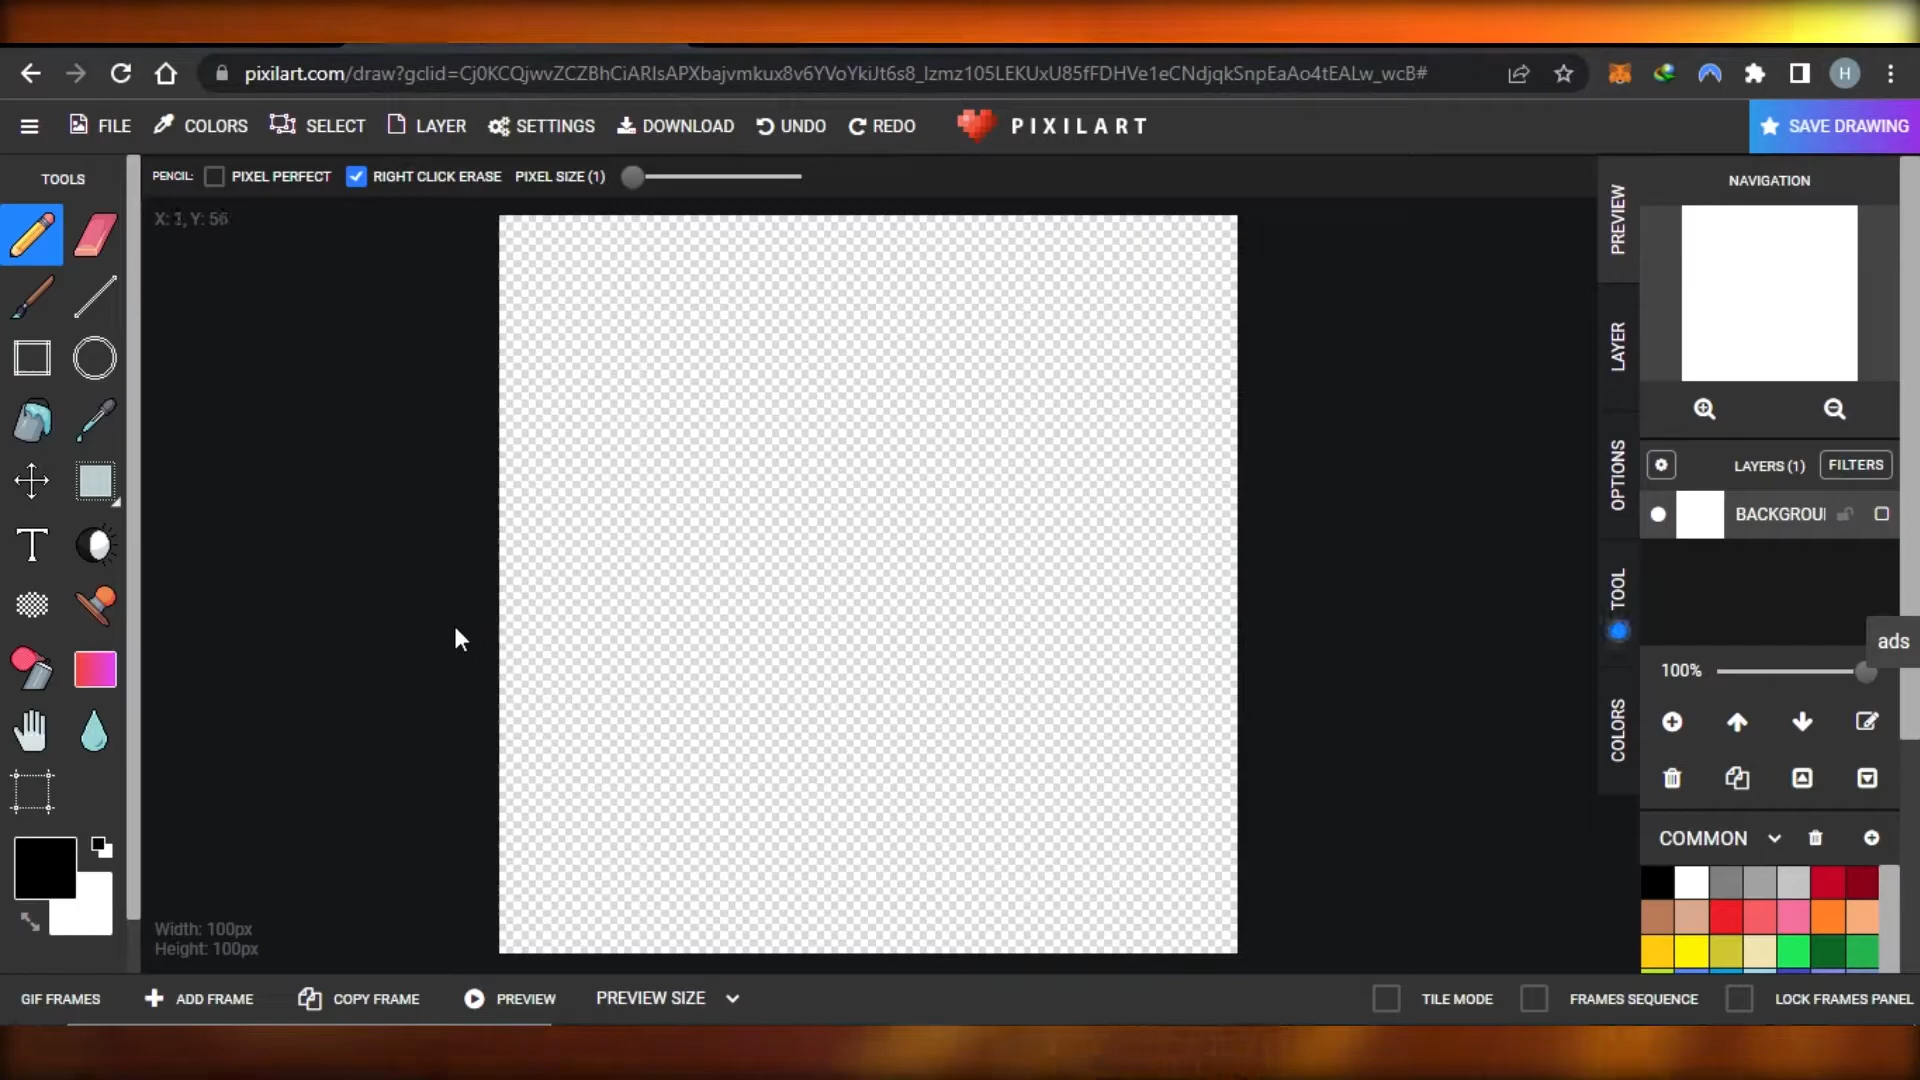 pixilart.com/draw?gclid=Cj0KCQjwvZCZBhCiARIsAPXbajvmkux8v6YVoYkiJt6s8_lzmz105LEKUxU85fFDHVe1eCNdjqkSnpEaAo4tEALw_wcB#
H
FILE COLORS SELECT LAYER SETTINGS DOWNLOAD UNDO REDO PIXILART SAVE DRAWING
TOOLS
PENCIL: PIXEL PERFECT RIGHT CLICK ERASE PIXEL SIZE (1)
X: 3, Y: 56
PREVIEW
LAYER
OPTIONS
TOOL
COLORS
NAVIGATION
LAYERS (1) FILTERS
BACKGROU
ads
100%
COMMON
T
Width: 100px
Height: 100px
GIF FRAMES ADD FRAME COPY FRAME PREVIEW PREVIEW SIZE TILE MODE FRAMES SEQUENCE LOCK FRAMES PANEL